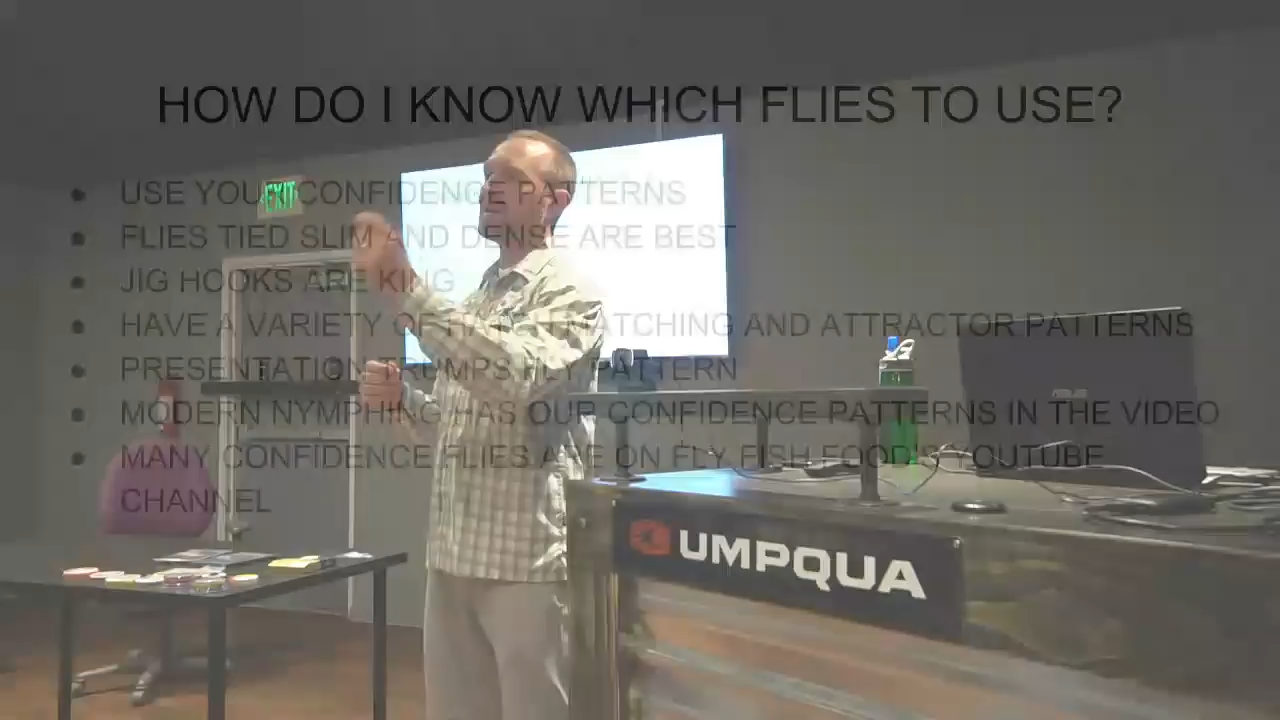 HOW DO I KNOW WHICH FLIES TO USE?
USE YOUR CONFIDENCE PATTERNS
EXIT
FLIES TIED SLIM AND DENSE ARE BEST
JIG HOOKS ARE KING
HAVE A VARIETY OF HATCH MATCHING AND ATTRACTOR PATTERNS
PRESENTATION TRUMPS FLY PATTERN
MODERN NYMPHING HAS OUR CONFIDENCE PATTERNS IN THE VIDEO
MANY CONFIDENCE FLIES ARE ON FLY FISH FOOD'S YOUTUBE
CHANNEL
UMPQUA